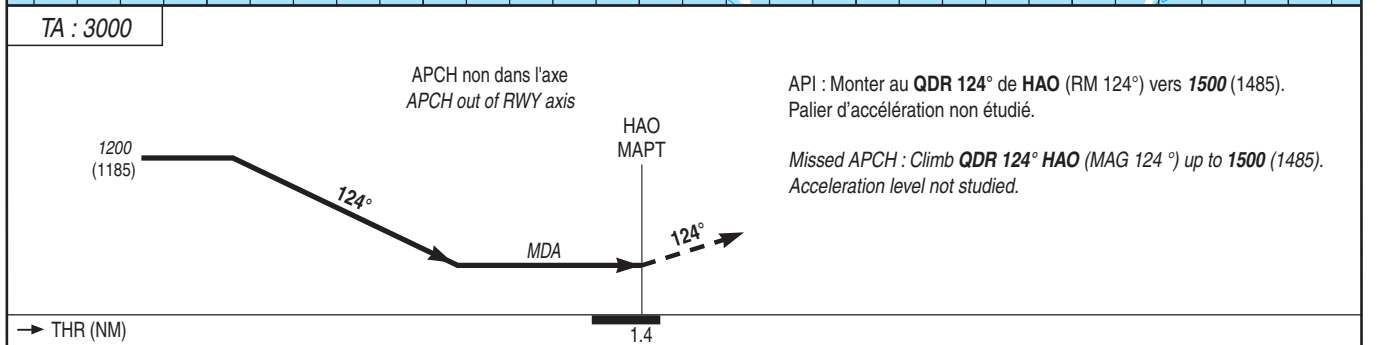 TA : 3000
APCH non dans l'axe
APCH out of RWY axis
HAO
MAPT
1200
(1185)
124°
MDA
124°
API : Monter au QDR 124° de HAO (RM 124°) vers 1500 (1485).
Palier d’accélération non étudié.
Missed APCH : Climb QDR 124° HAO (MAG 124 °) up to 1500 (1485).
Acceleration level not studied.
THR (NM)
1.4